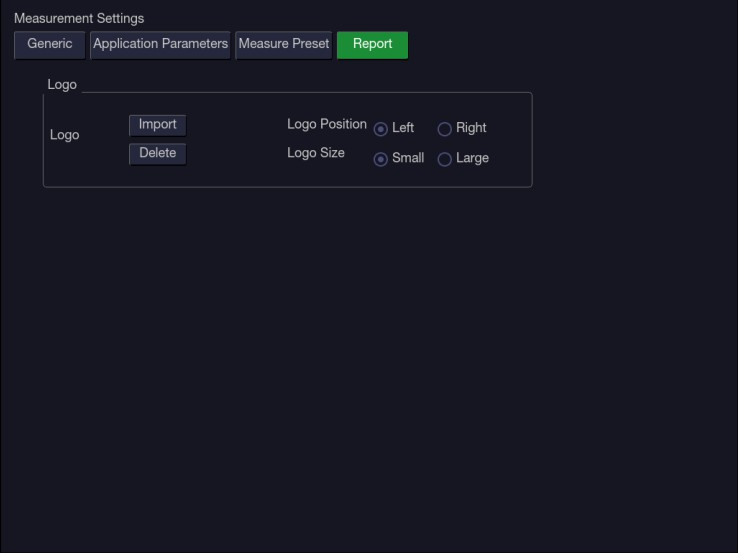 Measurement Settings
Generic Application Parameters Measure Preset Report
Logo
Logo Import Logo Position Left Right
Delete Logo Size Small Large